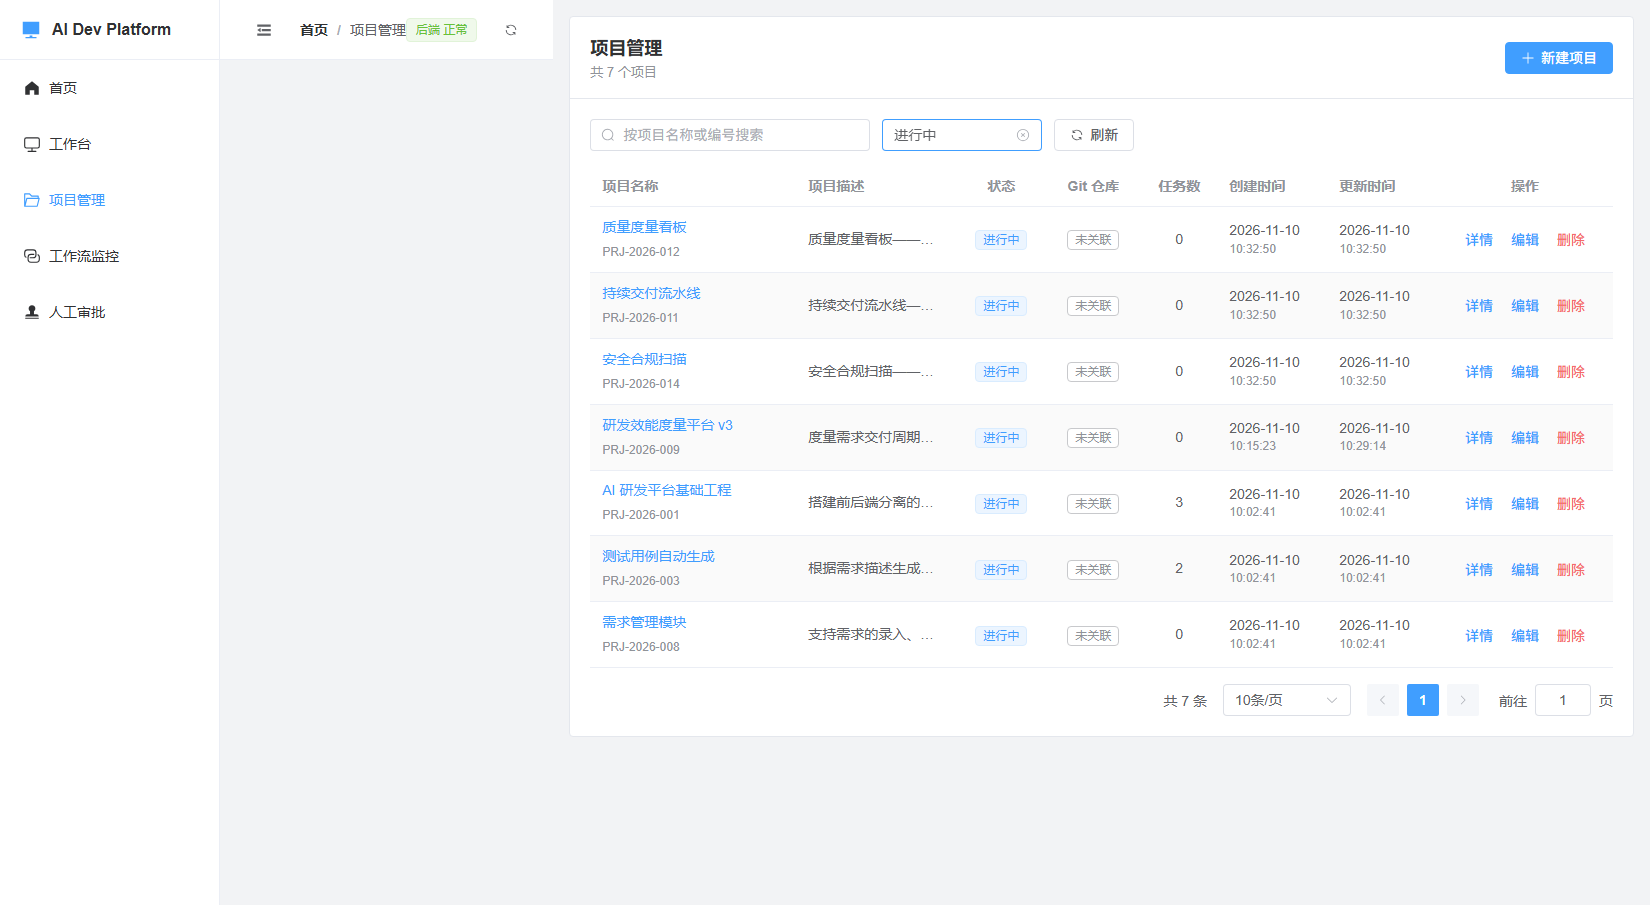 AI Dev Platform
首页
工作台
项目管理
工作流监控
人工审批
首页 / 项目管理 后端 正常
项目管理
共 7 个项目
新建项目
按项目名称或编号搜索
进行中
刷新
项目名称 项目描述 状态 Git 仓库 任务数 创建时间 更新时间 操作
质量度量看板
PRJ-2026-012
质量度量看板——…
进行中
未关联
0
2026-11-10
10:32:50
2026-11-10
10:32:50
详情 编辑 删除
持续交付流水线
PRJ-2026-011
持续交付流水线—…
进行中
未关联
0
2026-11-10
10:32:50
2026-11-10
10:32:50
详情 编辑 删除
安全合规扫描
PRJ-2026-014
安全合规扫描——…
进行中
未关联
0
2026-11-10
10:32:50
2026-11-10
10:32:50
详情 编辑 删除
研发效能度量平台 v3
PRJ-2026-009
度量需求交付周期…
进行中
未关联
0
2026-11-10
10:15:23
2026-11-10
10:29:14
详情 编辑 删除
AI 研发平台基础工程
PRJ-2026-001
搭建前后端分离的…
进行中
未关联
3
2026-11-10
10:02:41
2026-11-10
10:02:41
详情 编辑 删除
测试用例自动生成
PRJ-2026-003
根据需求描述生成…
进行中
未关联
2
2026-11-10
10:02:41
2026-11-10
10:02:41
详情 编辑 删除
需求管理模块
PRJ-2026-008
支持需求的录入、…
进行中
未关联
0
2026-11-10
10:02:41
2026-11-10
10:02:41
详情 编辑 删除
共 7 条 10条/页 1 前往 1 页